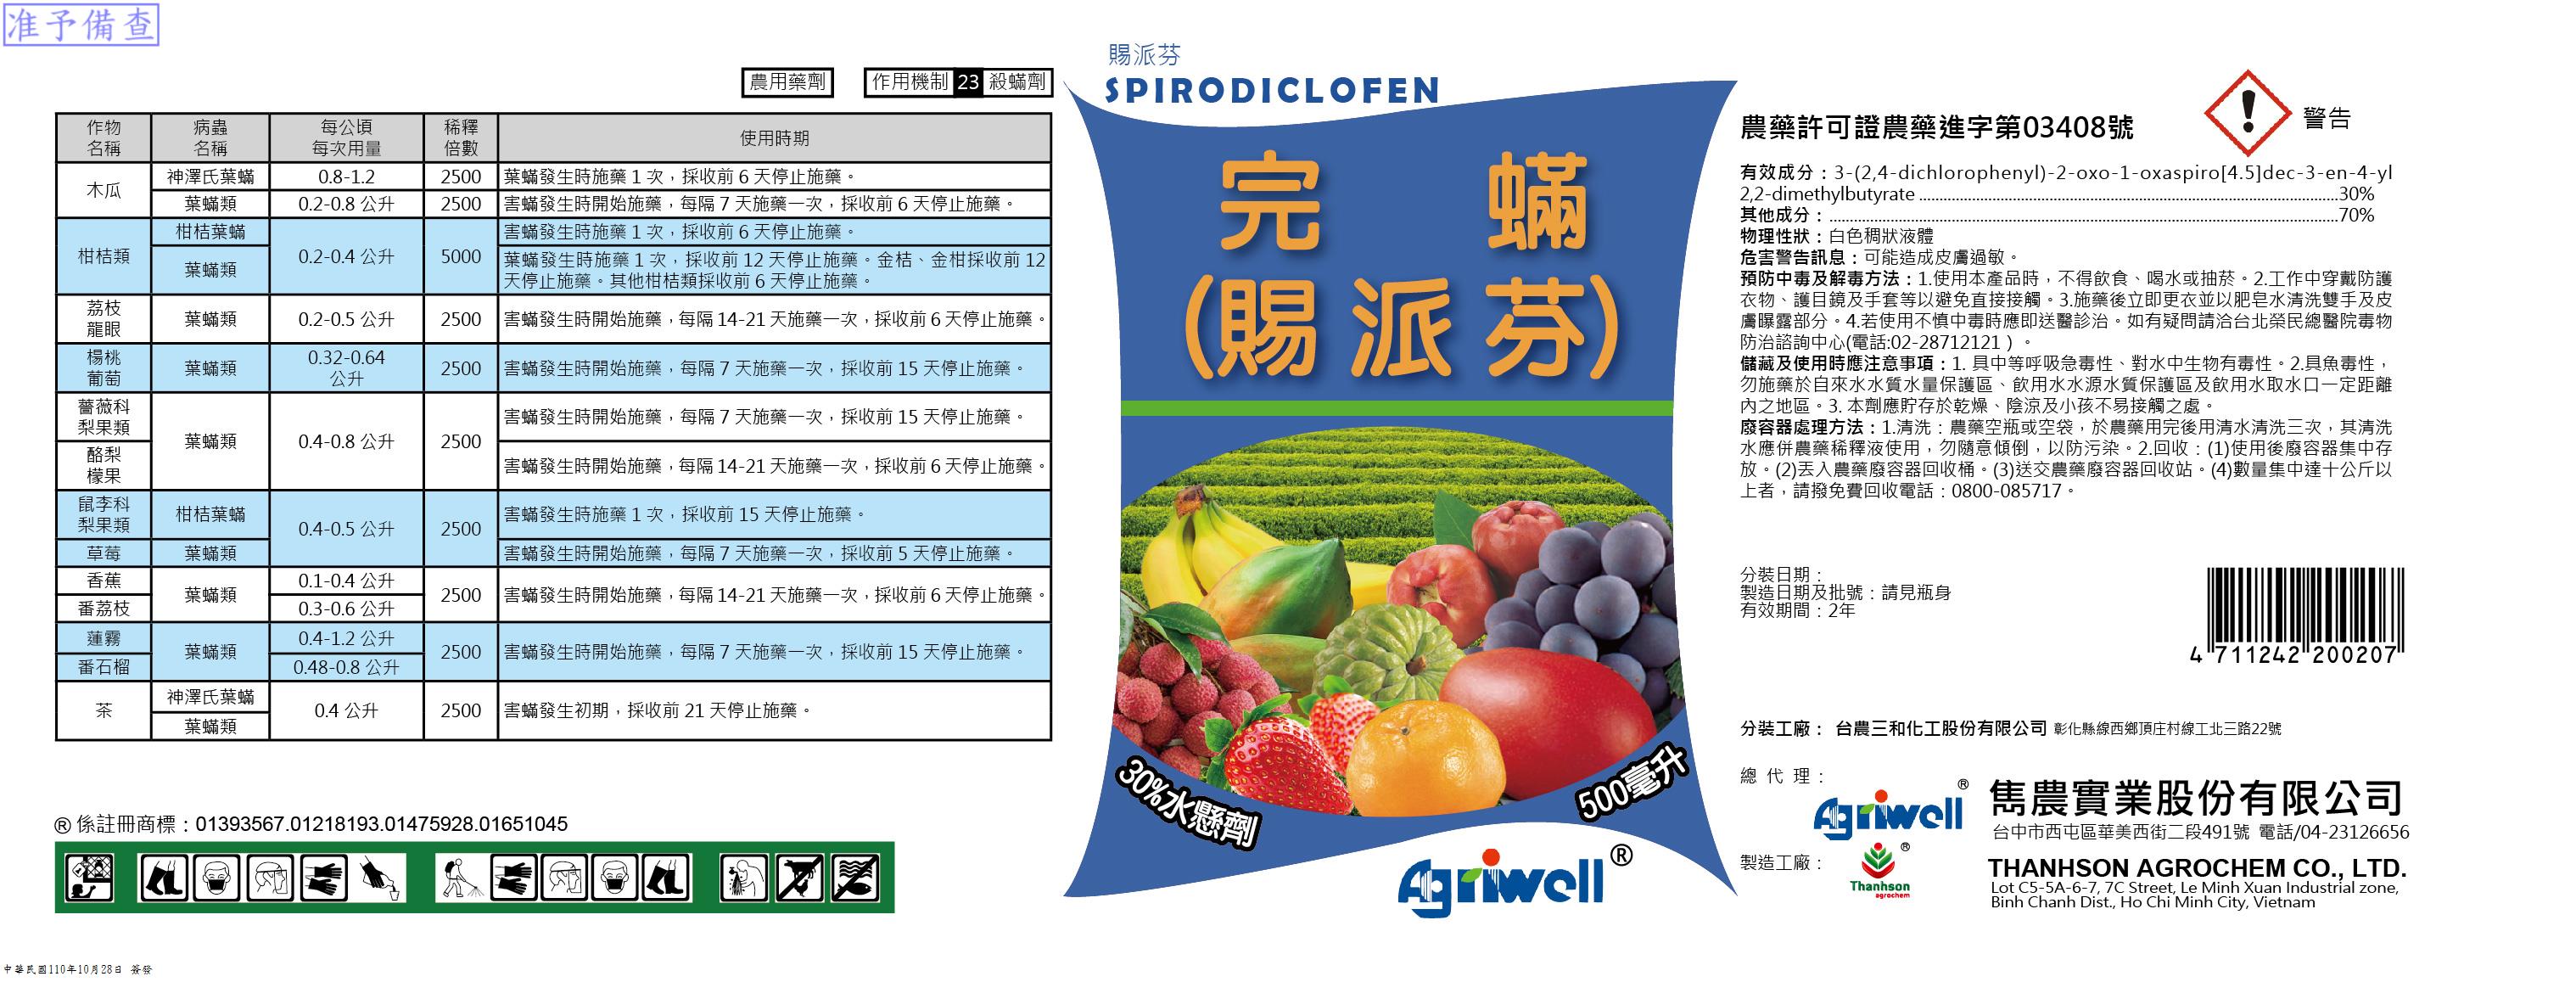 准予備查
農用藥劑 作用機制 23 殺蟎劑
作物名稱 病蟲名稱 每公頃每次用量 稀釋倍數 使用時期
木瓜 神澤氏葉蟎 0.8-1.2 2500 葉蟎發生時施藥 1 次，採收前 6 天停止施藥。
葉蟎類 0.2-0.8 公升 2500 害蟎發生時開始施藥，每隔 7 天施藥一次，採收前 6 天停止施藥。
柑桔類 柑桔葉蟎 0.2-0.4 公升 5000 害蟎發生時施藥 1 次，採收前 6 天停止施藥。
葉蟎類 葉蟎發生時施藥 1 次，採收前 12 天停止施藥。金桔、金柑採收前 12
天停止施藥。其他柑桔類採收前 6 天停止施藥。
荔枝 龍眼 葉蟎類 0.2-0.5 公升 2500 害蟎發生時開始施藥，每隔 14-21 天施藥一次，採收前 6 天停止施藥。
楊桃 葡萄 葉蟎類 0.32-0.64 公升 2500 害蟎發生時開始施藥，每隔 7 天施藥一次，採收前 15 天停止施藥。
薔薇科梨果類 葉蟎類 0.4-0.8 公升 2500 害蟎發生時開始施藥，每隔 7 天施藥一次，採收前 15 天停止施藥。
酪梨 檬果 害蟎發生時開始施藥，每隔 14-21 天施藥一次，採收前 6 天停止施藥。
鼠李科梨果類 柑桔葉蟎 0.4-0.5 公升 2500 害蟎發生時施藥 1 次，採收前 15 天停止施藥。
草莓 葉蟎類 害蟎發生時開始施藥，每隔 7 天施藥一次，採收前 5 天停止施藥。
香蕉 葉蟎類 0.1-0.4 公升 2500 害蟎發生時開始施藥，每隔 14-21 天施藥一次，採收前 6 天停止施藥。
番荔枝 0.3-0.6 公升
蓮霧 葉蟎類 0.4-1.2 公升 2500 害蟎發生時開始施藥，每隔 7 天施藥一次，採收前 15 天停止施藥。
番石榴 0.48-0.8 公升
茶 神澤氏葉蟎 0.4 公升 2500 害蟎發生初期，採收前 21 天停止施藥。
葉蟎類
® 係註冊商標：01393567.01218193.01475928.01651045
中華民國110年10月28日 簽發
賜派芬
SPIRODICLOFEN
完 蟎
(賜派芬)
30%水懸劑
500毫升
Agriwell®
農藥許可證農藥進字第03408號
警告
有效成分：3-(2,4-dichlorophenyl)-2-oxo-1-oxaspiro[4.5]dec-3-en-4-yl
2,2-dimethylbutyrate ..........30%
其他成分：..........70%
物理性狀：白色稠狀液體
危害警告訊息：可能造成皮膚過敏。
預防中毒及解毒方法：1.使用本產品時，不得飲食、喝水或抽菸。2.工作中穿戴防護
衣物、護目鏡及手套等以避免直接接觸。3.施藥後立即更衣並以肥皂水清洗雙手及皮
膚曝露部分。4.若使用不慎中毒時應即送醫診治。如有疑問請洽台北榮民總醫院毒物
防治諮詢中心(電話:02-28712121 ) 。
儲藏及使用時應注意事項：1. 具中等呼吸急毒性、對水中生物有毒性。2.具魚毒性，
勿施藥於自來水水質水量保護區、飲用水水源水質保護區及飲用水取水口一定距離
內之地區。3. 本劑應貯存於乾燥、陰涼及小孩不易接觸之處。
廢容器處理方法：1.清洗：農藥空瓶或空袋，於農藥用完後用清水清洗三次，其清洗
水應併農藥稀釋液使用，勿隨意傾倒，以防污染。2.回收：(1)使用後廢容器集中存
放。(2)丟入農藥廢容器回收桶。(3)送交農藥廢容器回收站。(4)數量集中達十公斤以
上者，請撥免費回收電話：0800-085717。
分裝日期：
製造日期及批號：請見瓶身
有效期間：2年
4 711242 200207
分裝工廠： 台農三和化工股份有限公司 彰化縣線西鄉頂庄村線工北三路22號
總 代 理：
Agriwell®
雋農實業股份有限公司
台中市西屯區華美西街二段491號 電話/04-23126656
製造工廠：
Thanhson®
agrochem
THANHSON AGROCHEM CO., LTD.
Lot C5-5A-6-7, 7C Street, Le Minh Xuan Industrial zone,
Binh Chanh Dist., Ho Chi Minh City, Vietnam